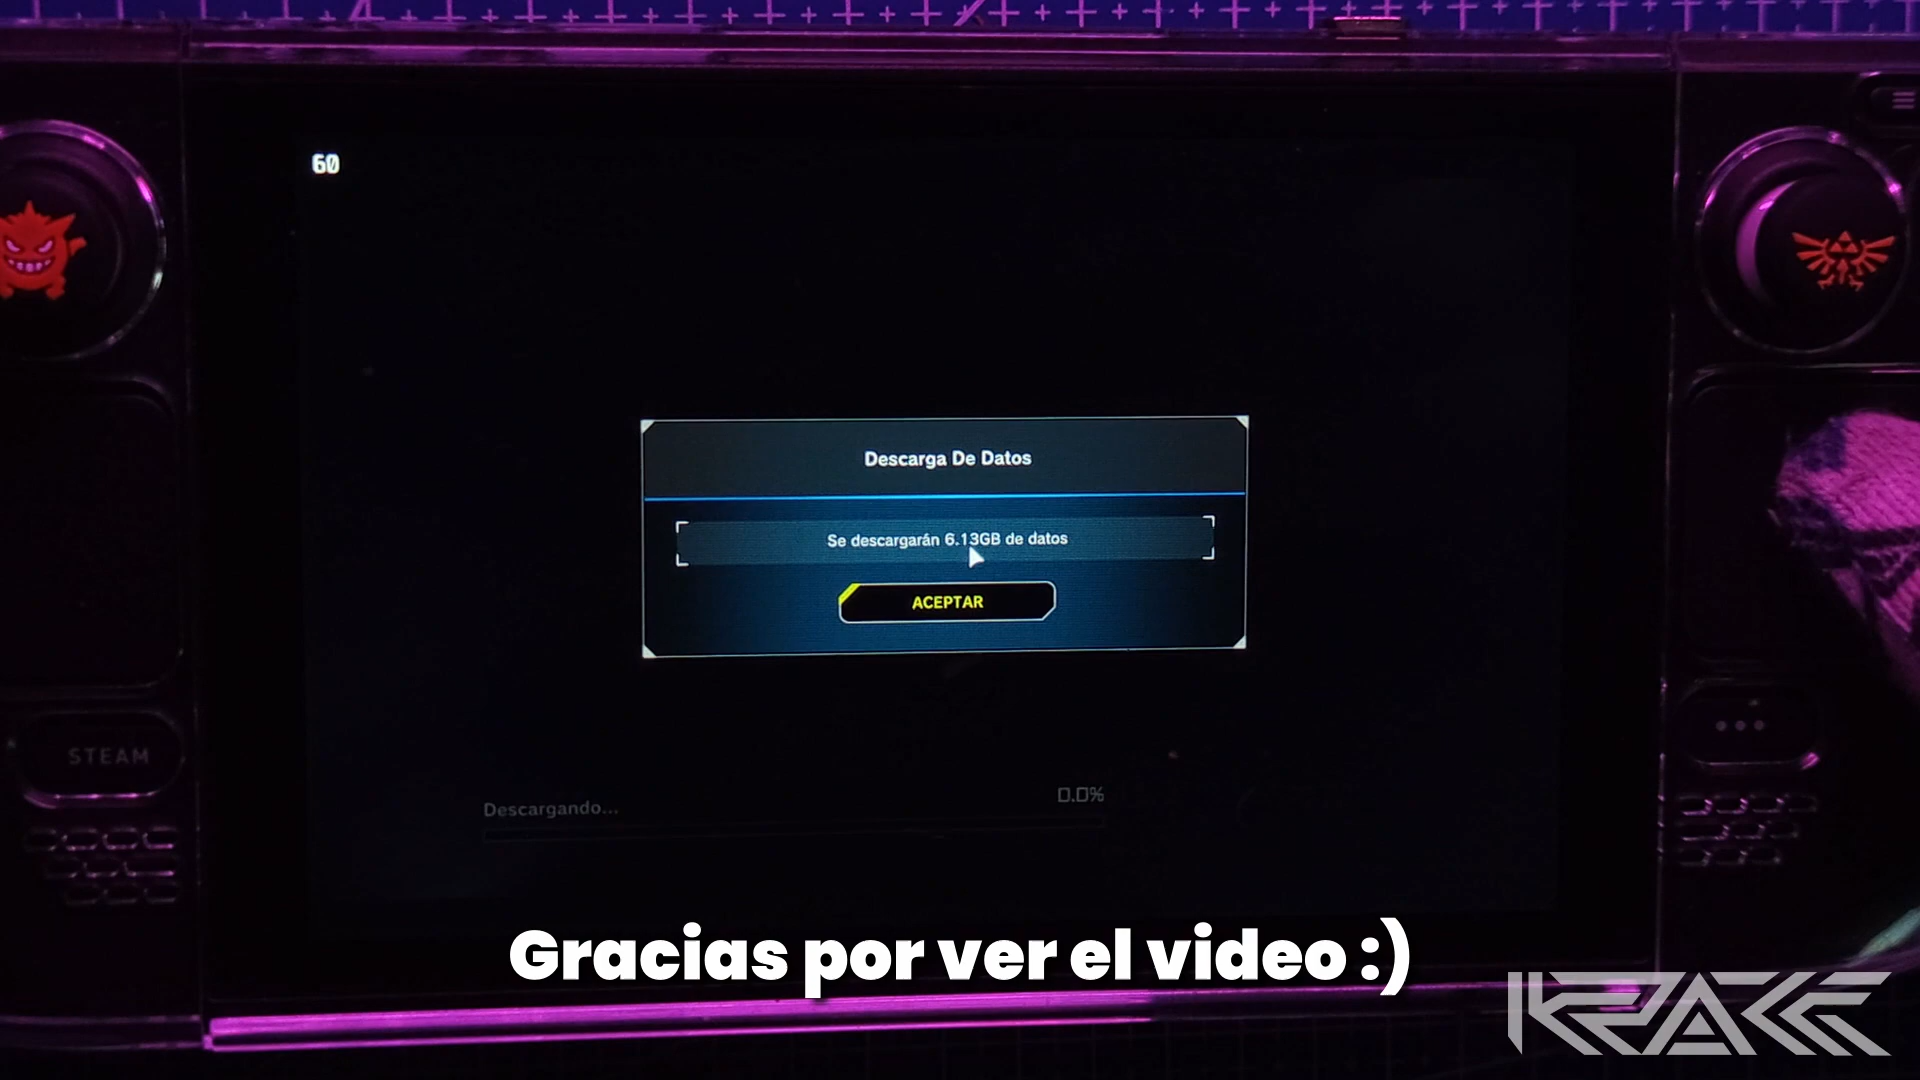 60
Descarga De Datos
Se descargarán 6.13GB de datos
ACEPTAR
STEAM
Descargando...
0.0%
Gracias por ver el video :)